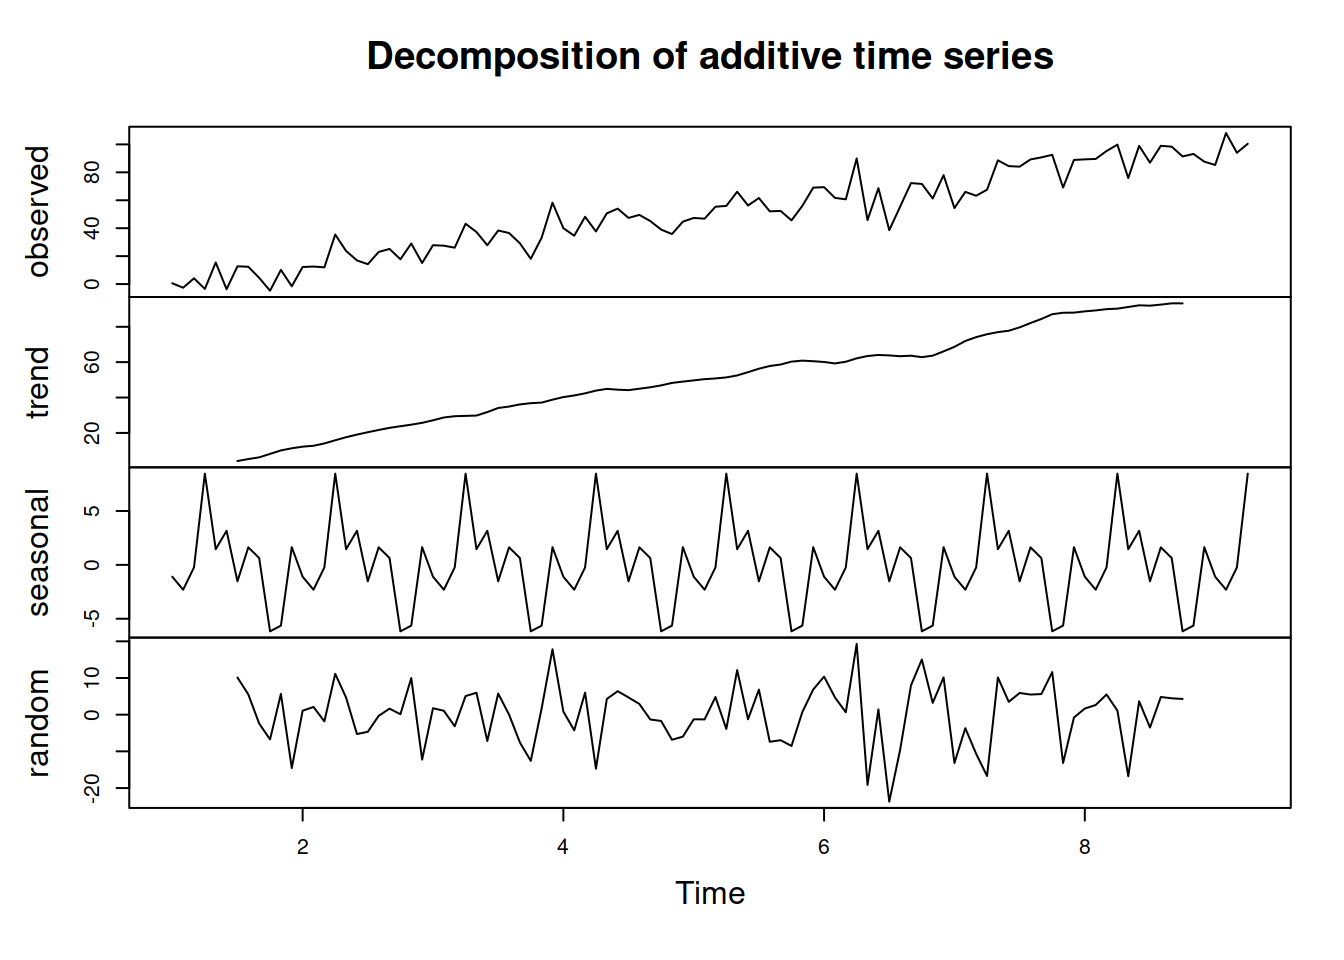 Decomposition of additive time series
observed
0 40 80
trend
20 60
seasonal
-5 0 5
random
-20 0 10
2 4 6 8
Time